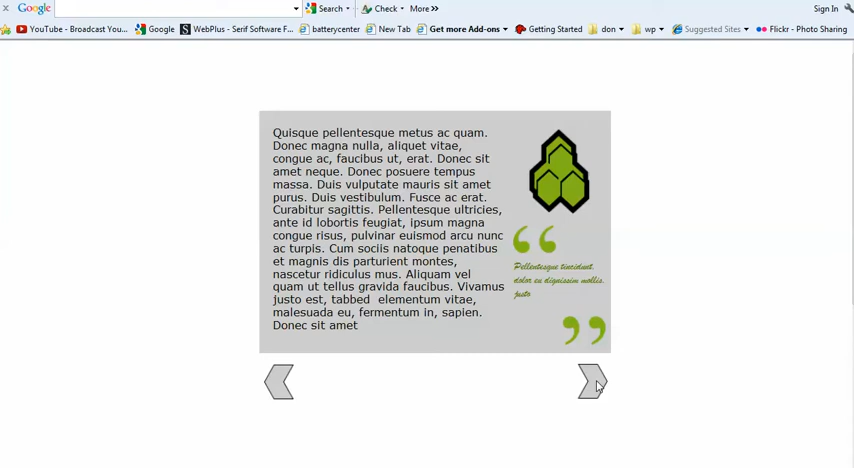 Google Search Check More >> Sign In
YouTube - Broadcast You... Google WebPlus - Serif Software F... batterycenter New Tab Get more Add-ons Getting Started don wp Suggested Sites Flickr - Photo Sharing
Quisque pellentesque metus ac quam.
Donec magna nulla, aliquet vitae,
congue ac, faucibus ut, erat. Donec sit
amet neque. Donec posuere tempus
massa. Duis vulputate mauris sit amet
purus. Duis vestibulum. Fusce ac erat.
Curabitur sagittis. Pellentesque ultricies,
ante id lobortis feugiat, ipsum magna
congue risus, pulvinar euismod arcu nunc
ac turpis. Cum sociis natoque penatibus
et magnis dis parturient montes,
nascetur ridiculus mus. Aliquam vel
quam ut tellus gravida faucibus. Vivamus
justo est, tabbed elementum vitae,
malesuada eu, fermentum in, sapien.
Donec sit amet
“
Pellentesque tincidunt,
dolor eu dignissim mollis,
justo
”